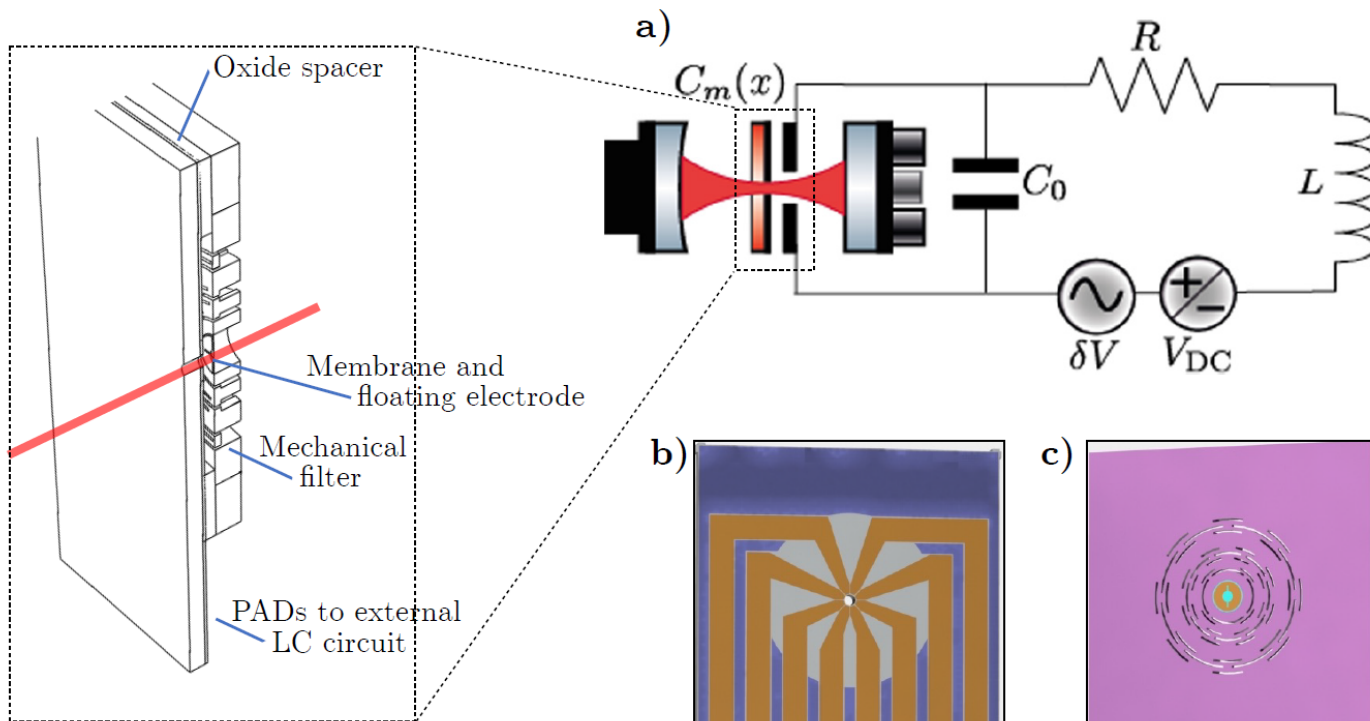 a)
Oxide spacer
C_m(x)
R
C_0
L
δV
V_DC
Membrane and
floating electrode
Mechanical
filter
PADs to external
LC circuit
b)
c)